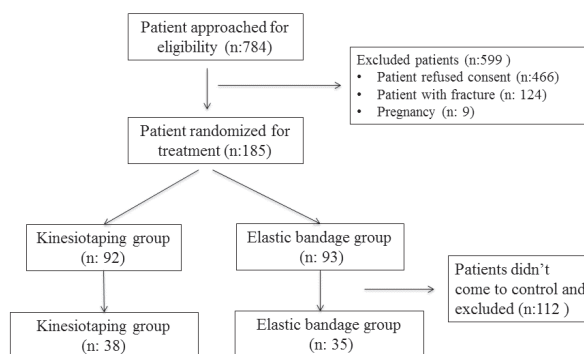 Patient approached for
eligibility (n:784)
Excluded patients (n:599 )
• Patient refused consent (n:466)
• Patient with fracture (n: 124)
• Pregnancy (n: 9)
Patient randomized for
treatment (n:185)
Kinesiotaping group
(n: 92)
Elastic bandage group
(n: 93)
Patients didn't
come to control and
excluded (n:112 )
Kinesiotaping group
(n: 38)
Elastic bandage group
(n: 35)